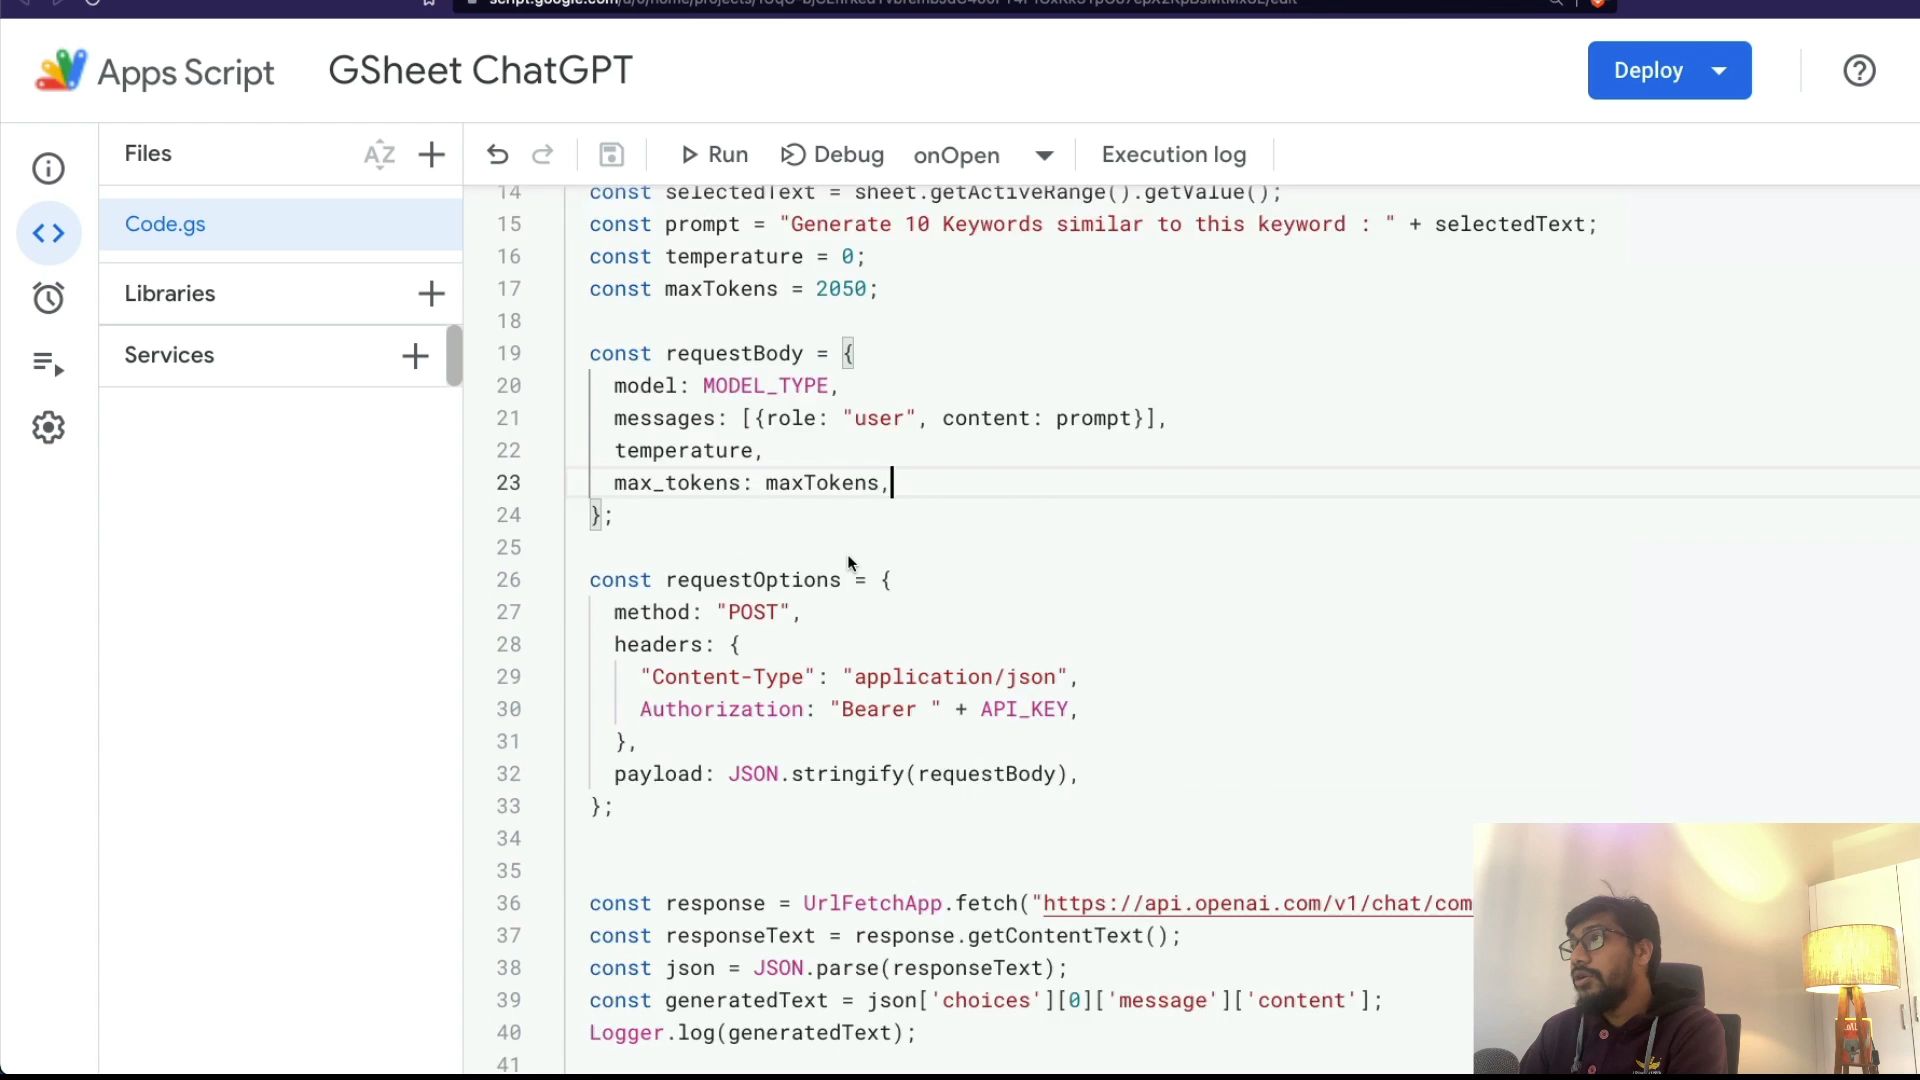 Apps Script
GSheet ChatGPT
Deploy
Files
AZ
Run
Debug
onOpen
Execution log
Code.gs
Libraries
Services
14 const selectedText = sheet.getActiveRange().getValue();
15 const prompt = "Generate 10 Keywords similar to this keyword : " + selectedText;
16 const temperature = 0;
17 const maxTokens = 2050;
18
19 const requestBody = {
20 model: MODEL_TYPE,
21 messages: [{role: "user", content: prompt}],
22 temperature,
23 max_tokens: maxTokens,
24 };
25
26 const requestOptions = {
27 method: "POST",
28 headers: {
29 "Content-Type": "application/json",
30 Authorization: "Bearer " + API_KEY,
31 },
32 payload: JSON.stringify(requestBody),
33 };
34
35
36 const response = UrlFetchApp.fetch("https://api.openai.com/v1/chat/com
37 const responseText = response.getContentText();
38 const json = JSON.parse(responseText);
39 const generatedText = json['choices'][0]['message']['content'];
40 Logger.log(generatedText);
41